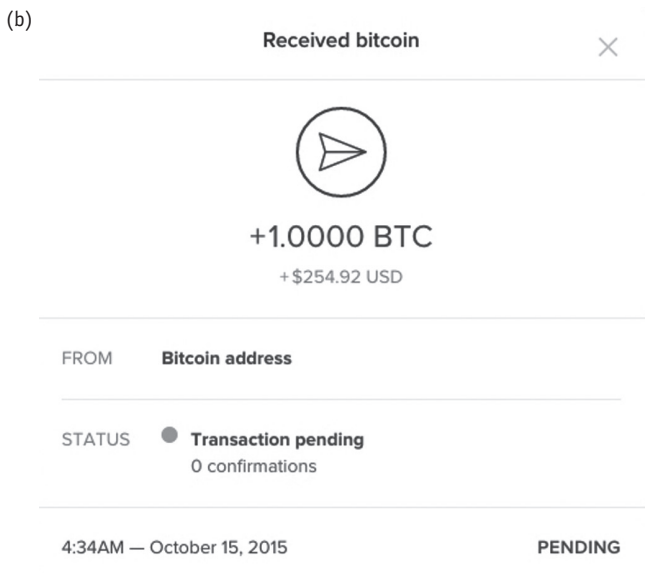 (b)
Received bitcoin
+1.0000 BTC
+$254.92 USD
FROM Bitcoin address
STATUS Transaction pending
0 confirmations
4:34AM — October 15, 2015 PENDING